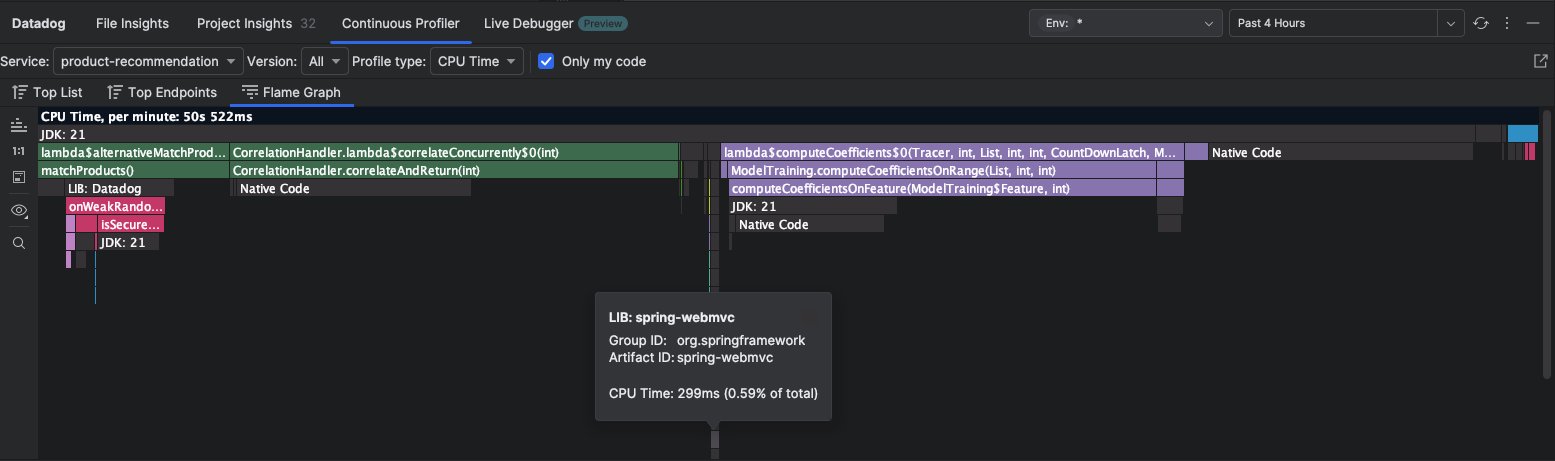 Datadog File Insights Project Insights 32 Continuous Profiler Live Debugger Preview Env: * Past 4 Hours
Service: product-recommendation Version: All Profile type: CPU Time Only my code
Top List Top Endpoints Flame Graph
CPU Time, per minute: 50s 522ms
JDK: 21
1:1
lambda$alternativeMatchProd... CorrelationHandler.lambda$correlateConcurrently$0(int) lambda$computeCoefficients$0(Tracer, int, List, int, int, CountDownLatch, M... Native Code
matchProducts() CorrelationHandler.correlateAndReturn(int) ModelTraining.computeCoefficientsOnRange(List, int, int)
LIB: Datadog Native Code computeCoefficientsOnFeature(ModelTraining$Feature, int)
onWeakRando... JDK: 21
isSecure... Native Code
JDK: 21
LIB: spring-webmvc
Group ID: org.springframework
Artifact ID: spring-webmvc
CPU Time: 299ms (0.59% of total)